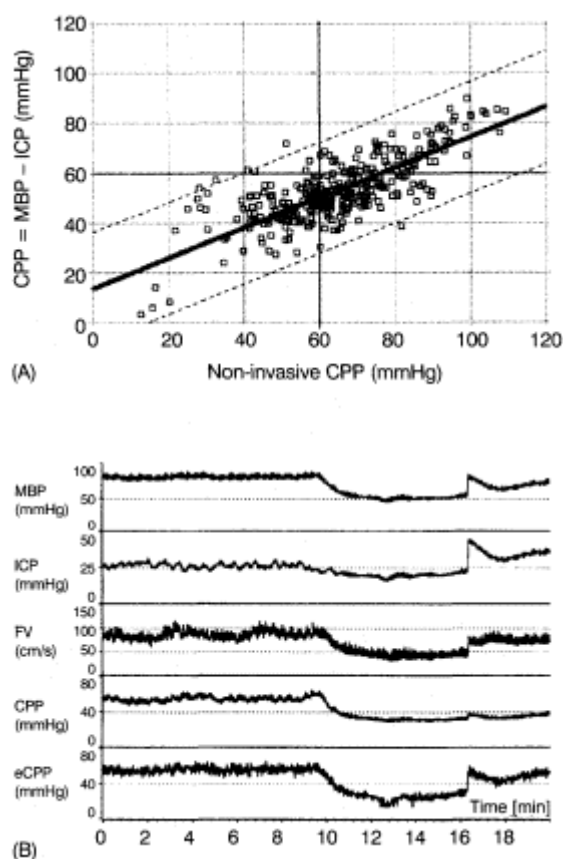 120
100
80
60
40
20
0
CPP = MBP – ICP (mmHg)
0 20 40 60 80 100 120
(A) Non-invasive CPP (mmHg)
100
MBP 50
(mmHg) 0
50
ICP 25
(mmHg) 0
150
FV 100
(cm/s) 50
0
80
CPP 40
(mmHg) 0
80
eCPP 40
(mmHg) 0
Time [min]
0 2 4 6 8 10 12 14 16 18
(B)